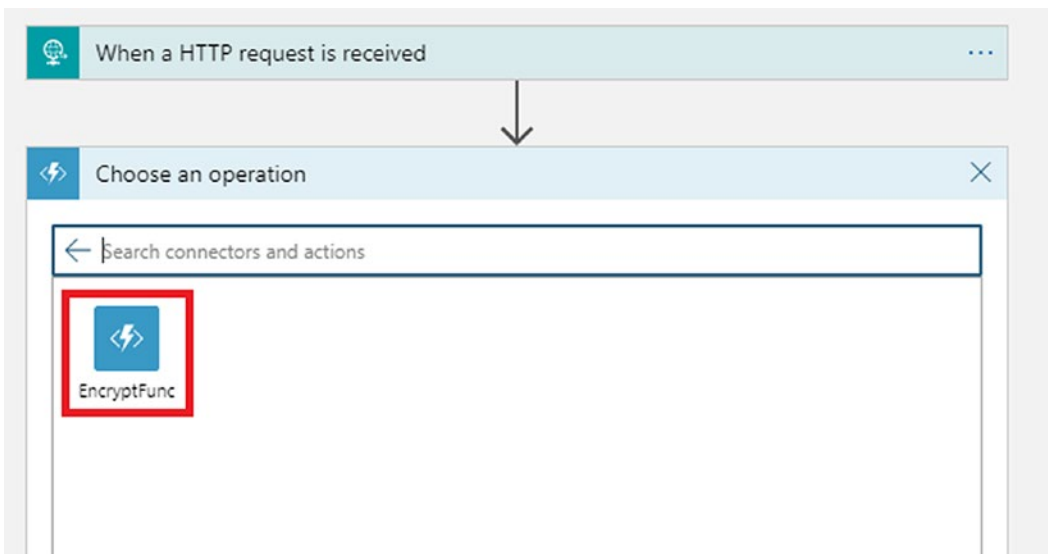 When a HTTP request is received
Choose an operation
Search connectors and actions
EncryptFunc